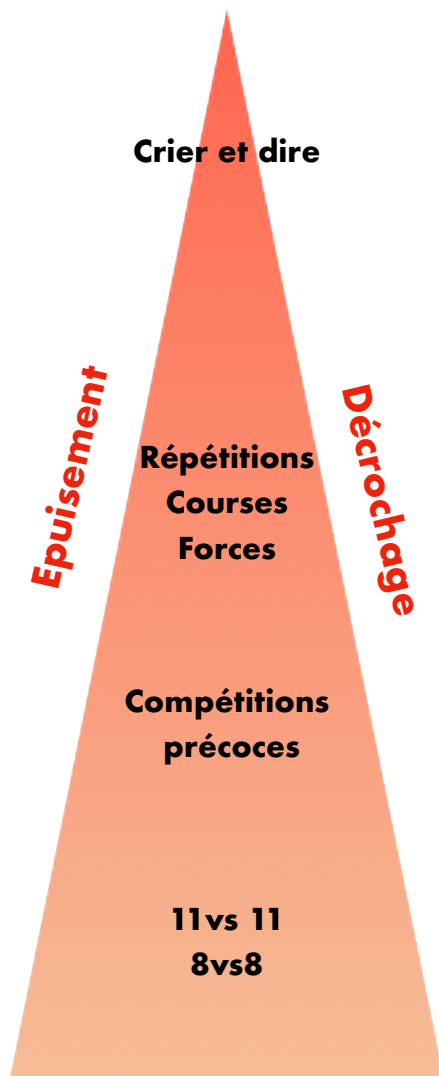 Crier et dire
Epuisement
Décrochage
Répétitions
Courses
Forces
Compétitions
précoces
11vs 11
8vs8